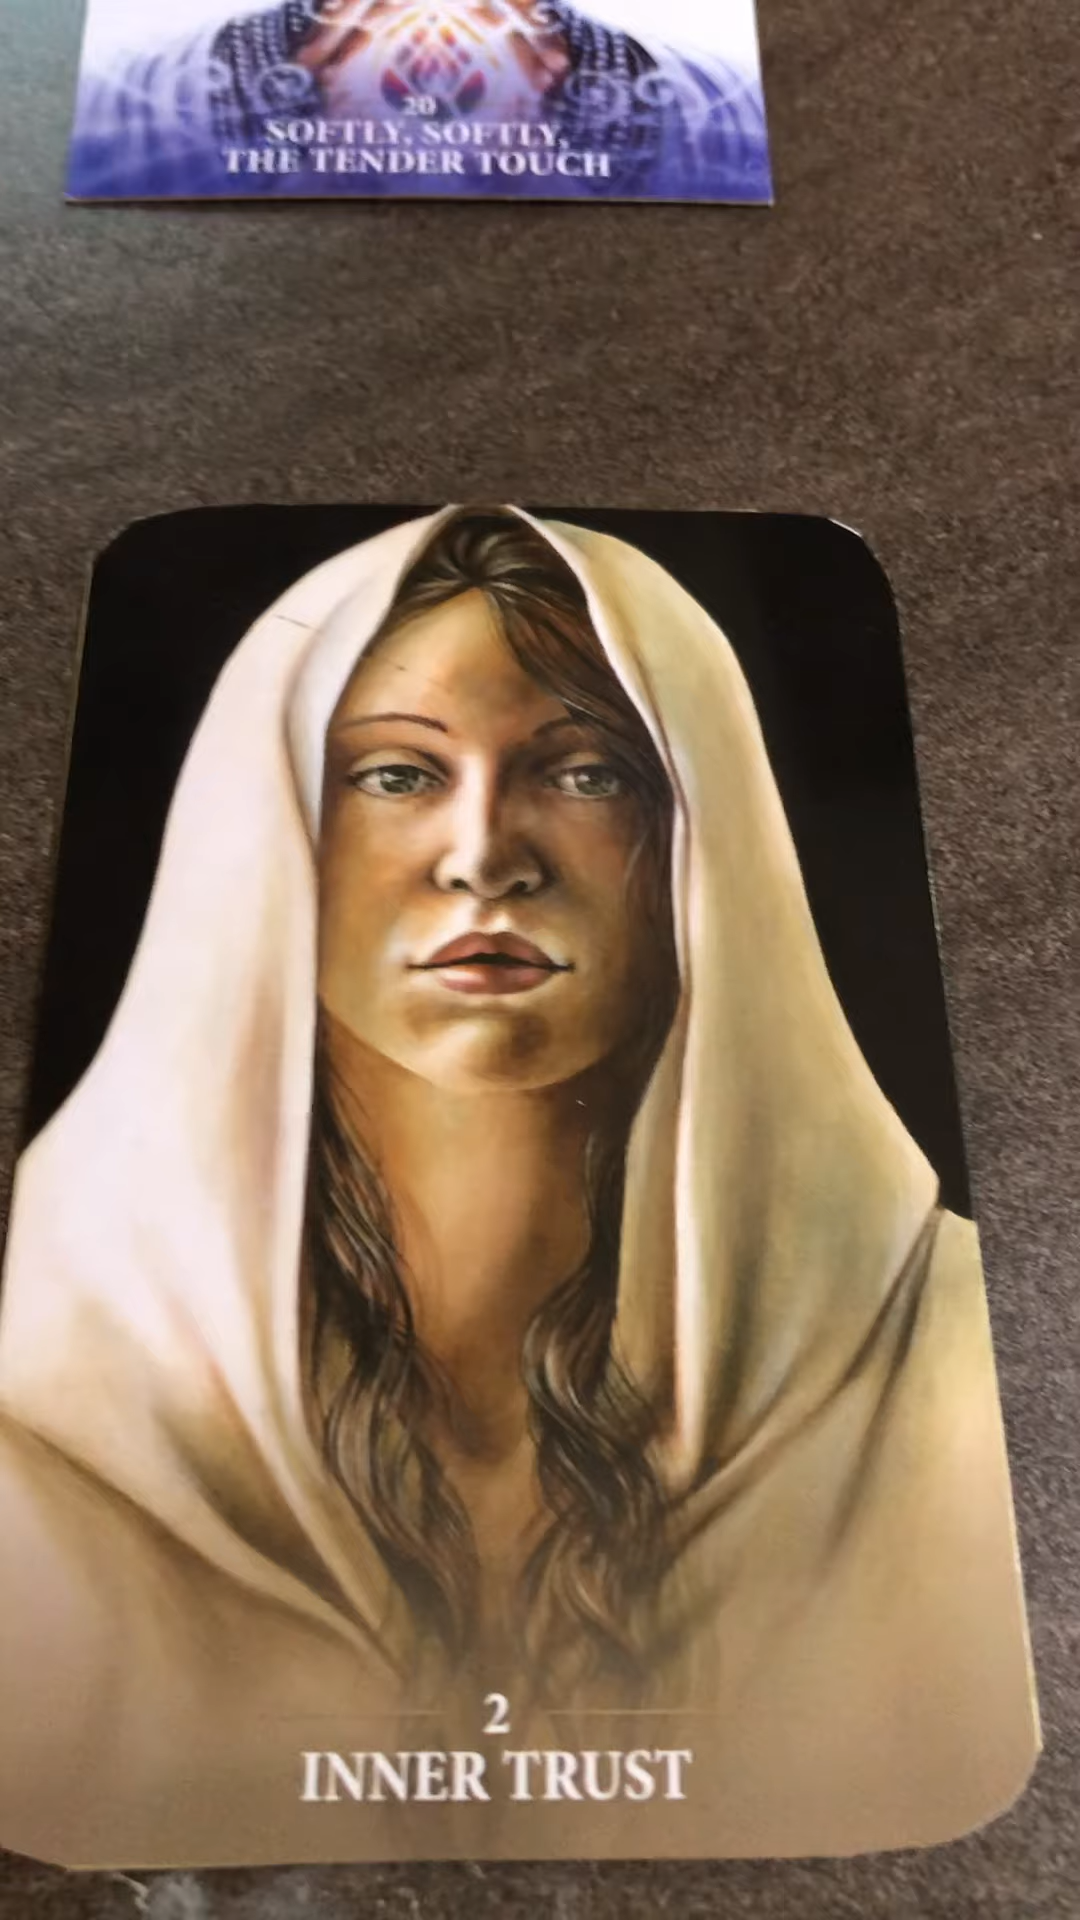 20
SOFTLY, SOFTLY,
THE TENDER TOUCH
2
INNER TRUST